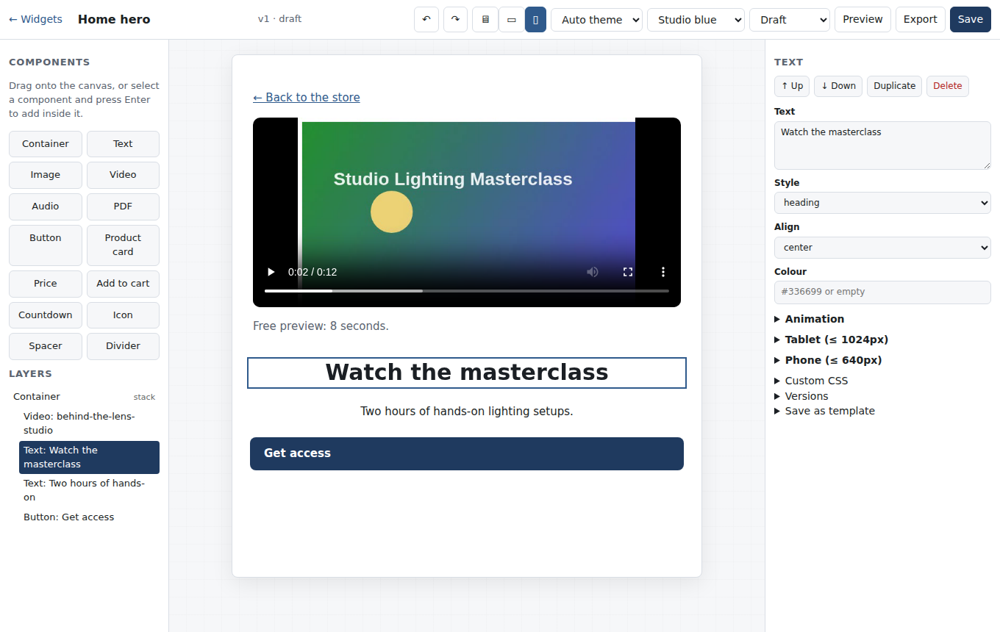 ← Widgets
Home hero
v1 · draft
Auto theme
Studio blue
Draft
Preview
Export
Save
COMPONENTS
Drag onto the canvas, or select
a component and press Enter
to add inside it.
Container
Text
Image
Video
Audio
PDF
Button
Product
card
Price
Add to cart
Countdown
Icon
Spacer
Divider
LAYERS
Container
stack
Video: behind-the-lens-
studio
Text: Watch the
masterclass
Text: Two hours of hands-
on
Button: Get access
← Back to the store
Studio Lighting Masterclass
0:02 / 0:12
Free preview: 8 seconds.
Watch the masterclass
Two hours of hands-on lighting setups.
Get access
TEXT
↑ Up
↓ Down
Duplicate
Delete
Text
Watch the masterclass
Style
heading
Align
center
Colour
#336699 or empty
Animation
Tablet (≤ 1024px)
Phone (≤ 640px)
Custom CSS
Versions
Save as template